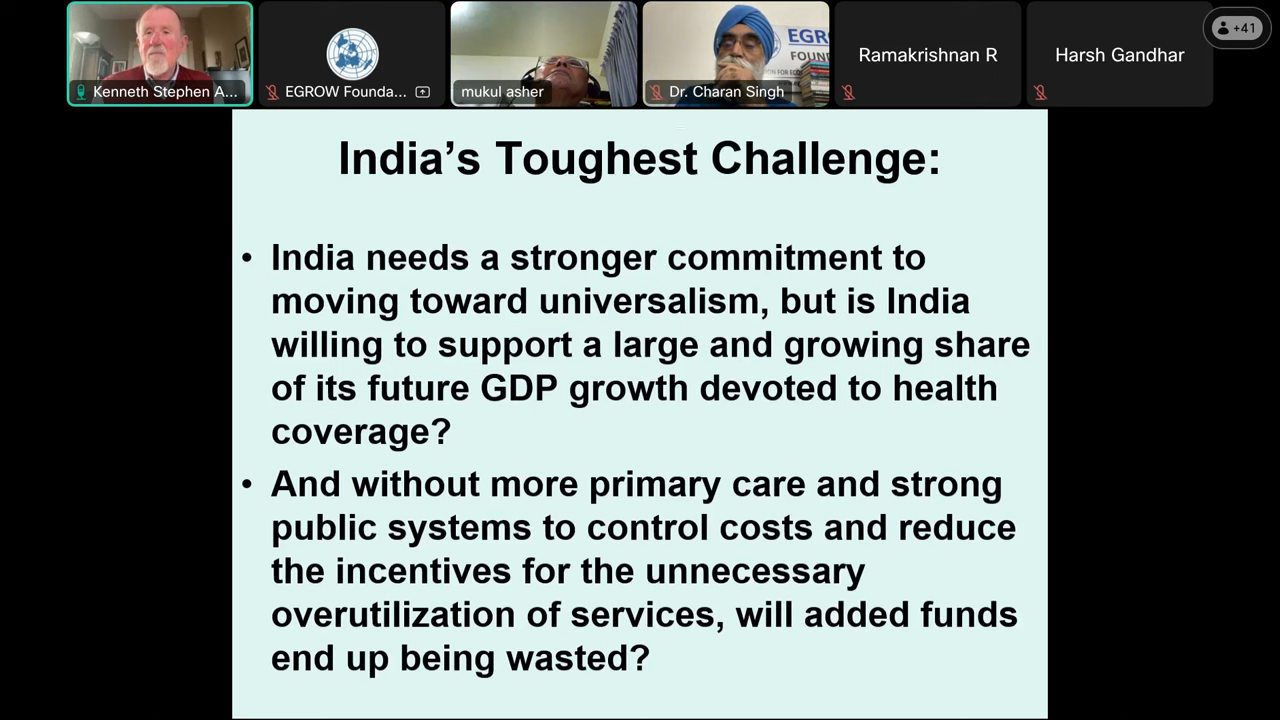 +41
Kenneth Stephen A...
EGROW Founda...
mukul asher
EGRO
FOUN
Dr. Charan Singh
Ramakrishnan R
Harsh Gandhar
India’s Toughest Challenge:
• India needs a stronger commitment to
moving toward universalism, but is India
willing to support a large and growing share
of its future GDP growth devoted to health
coverage?
• And without more primary care and strong
public systems to control costs and reduce
the incentives for the unnecessary
overutilization of services, will added funds
end up being wasted?